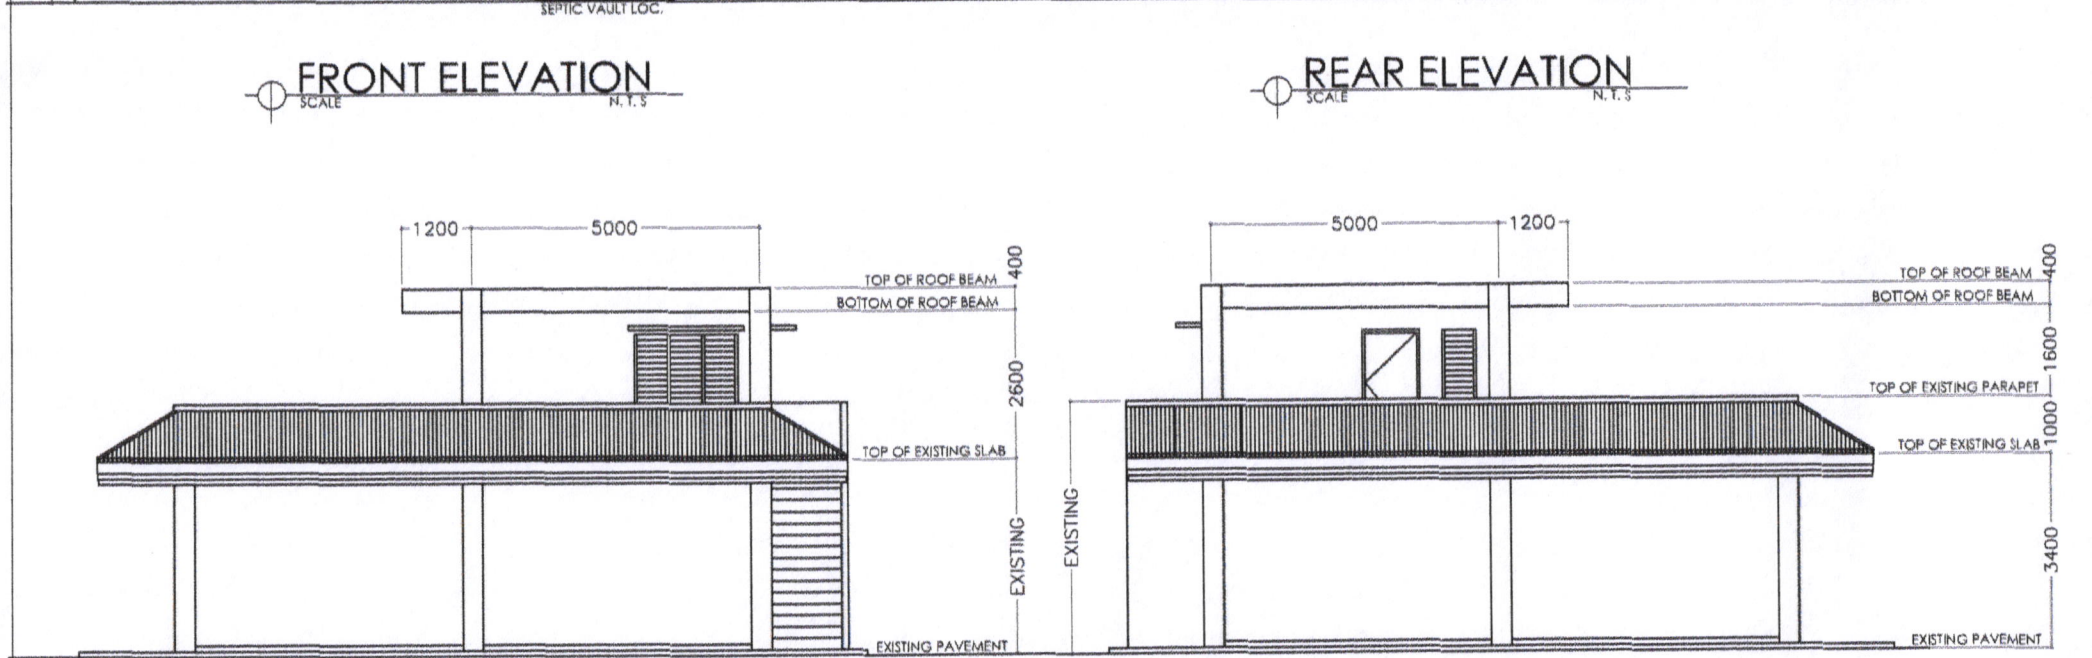 SEPTIC VAULT LOC.
FRONT ELEVATION
SCALE N. T. S
REAR ELEVATION
SCALE N. T. S
1200 5000
TOP OF ROOF BEAM
400
BOTTOM OF ROOF BEAM
2600
TOP OF EXISTING SLAB
EXISTING
EXISTING PAVEMENT
5000 1200
TOP OF ROOF BEAM
400
BOTTOM OF ROOF BEAM
1600
TOP OF EXISTING PARAPET
1000
TOP OF EXISTING SLAB
EXISTING
3400
EXISTING PAVEMENT